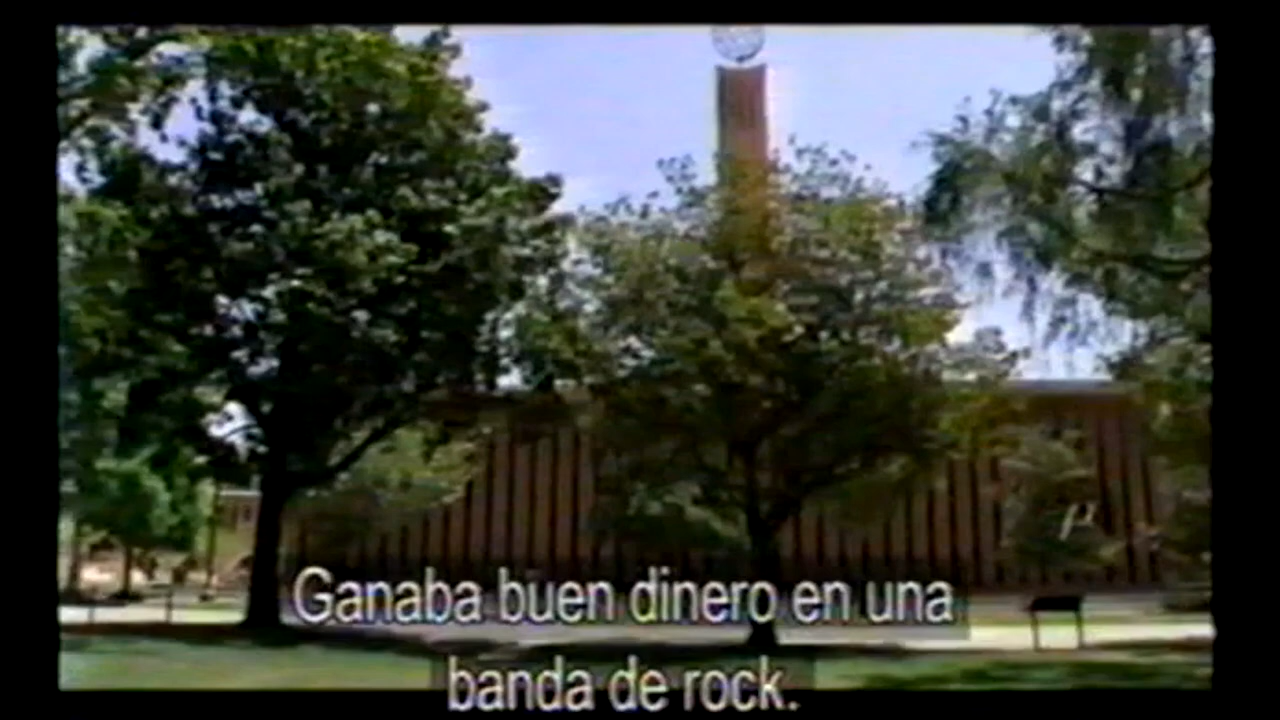 μ
Ganaba buen dinero en una
banda de rock.